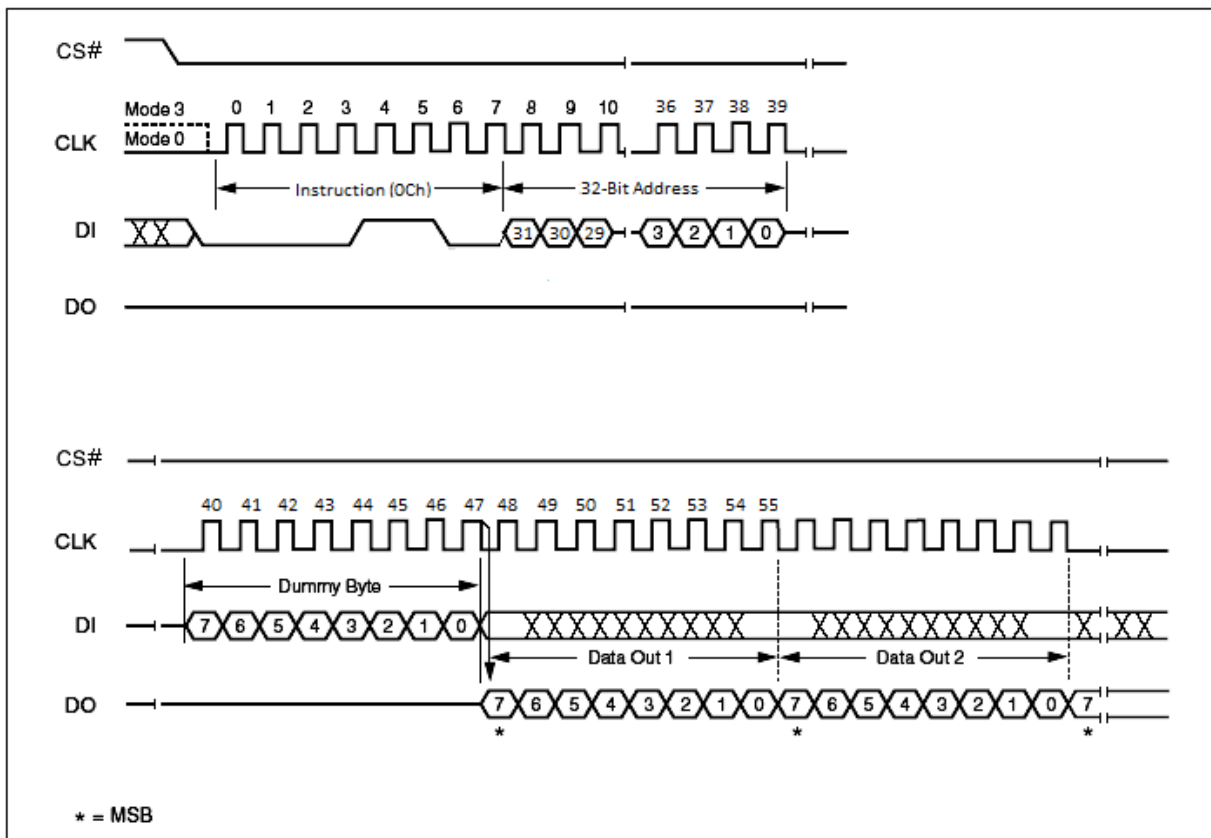 CS#
Mode 3 0 1 2 3 4 5 6 7 8 9 10 36 37 38 39
Mode 0
CLK
Instruction (0Ch) 32-Bit Address
DI 31 30 29 3 2 1 0
DO
CS#
40 41 42 43 44 45 46 47 48 49 50 51 52 53 54 55
CLK
Dummy Byte
DI 7 6 5 4 3 2 1 0
Data Out 1 Data Out 2
DO 7 6 5 4 3 2 1 0 7 6 5 4 3 2 1 0 7
* * *
* = MSB